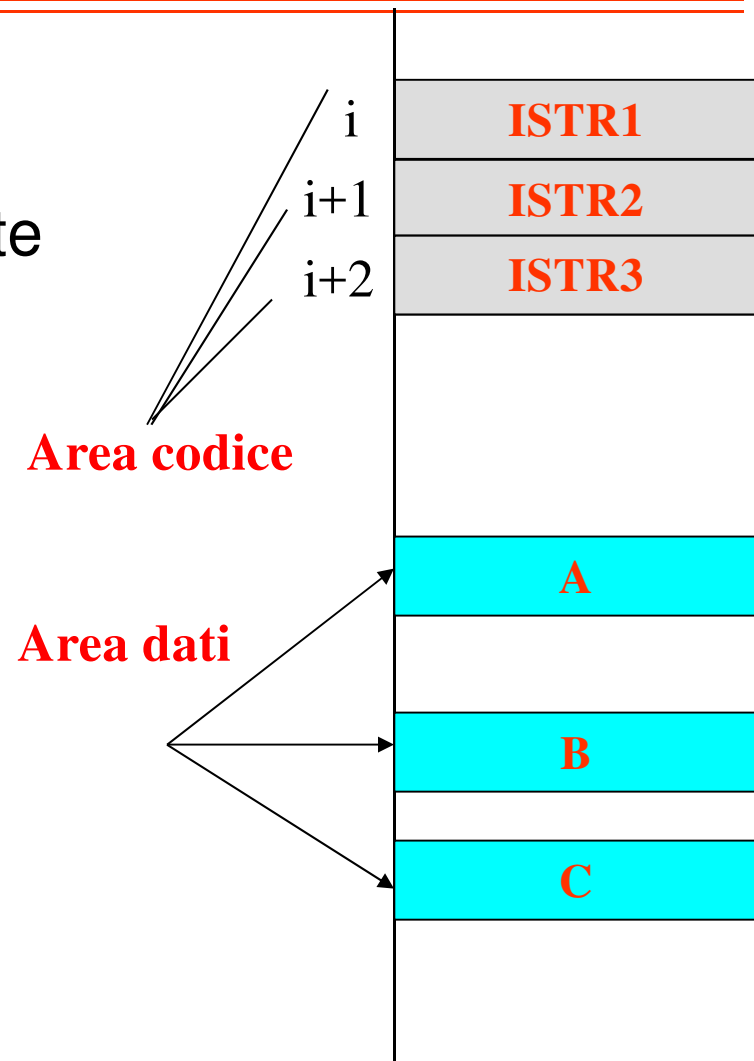 i ISTR1
i+1 ISTR2
te
i+2 ISTR3
Area codice
A
Area dati
B
C